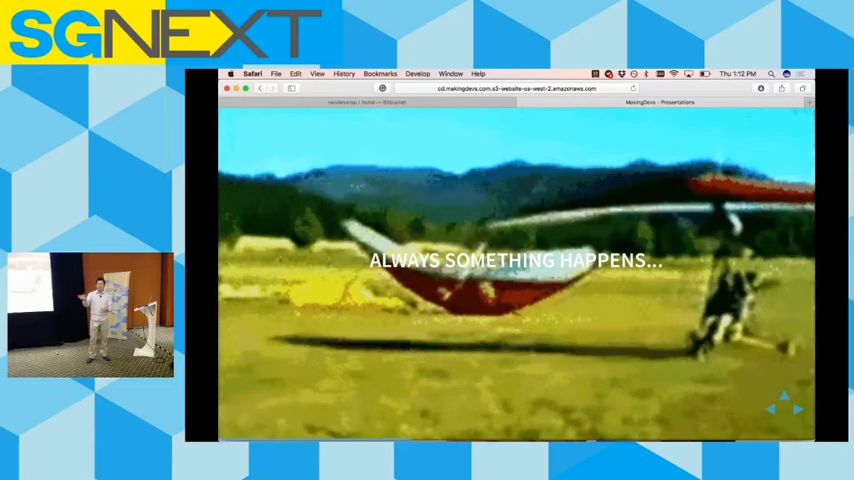 SGNEXT
Safari File Edit View History Bookmarks Develop Window Help
Thu 1:12 PM
cd.makingdevs.com.s3-website-us-west-2.amazonaws.com
MakingDevs - Presentations
ALWAYS SOMETHING HAPPENS...